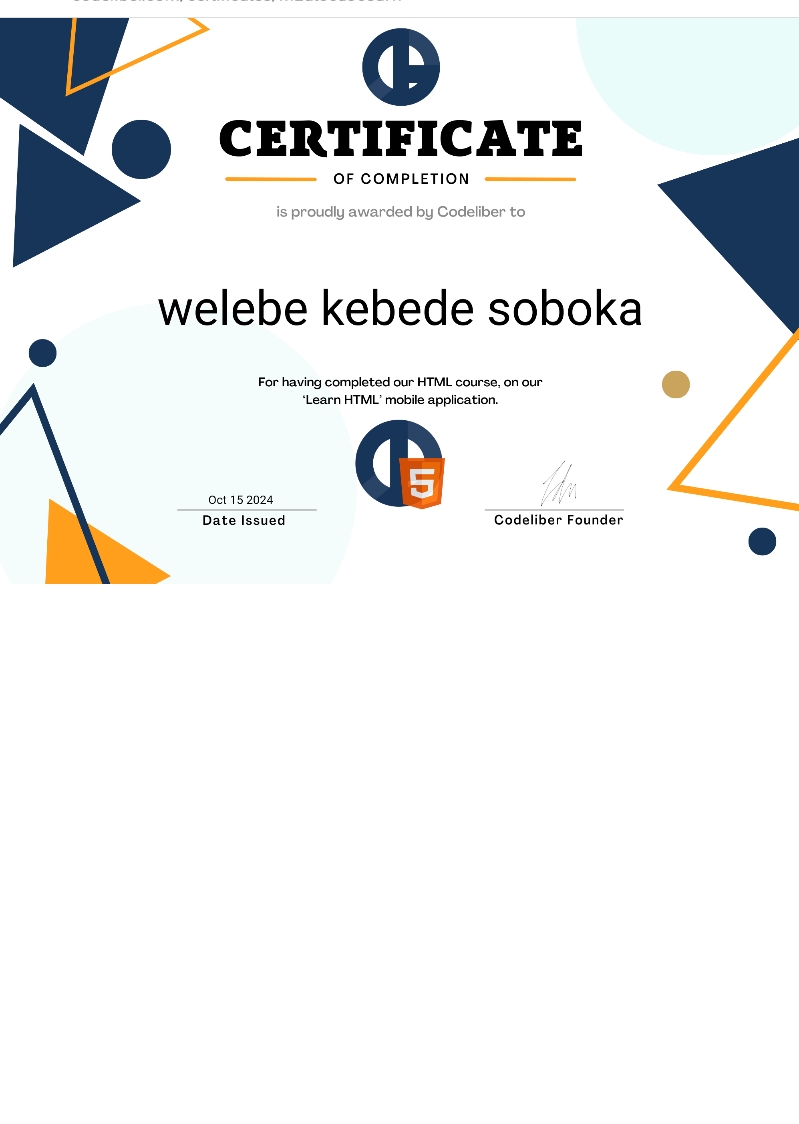 CERTIFICATE
OF COMPLETION
is proudly awarded by Codeliber to
welebe kebede soboka
For having completed our HTML course, on our
‘Learn HTML’ mobile application.
5
Oct 15 2024
Date Issued
Codeliber Founder